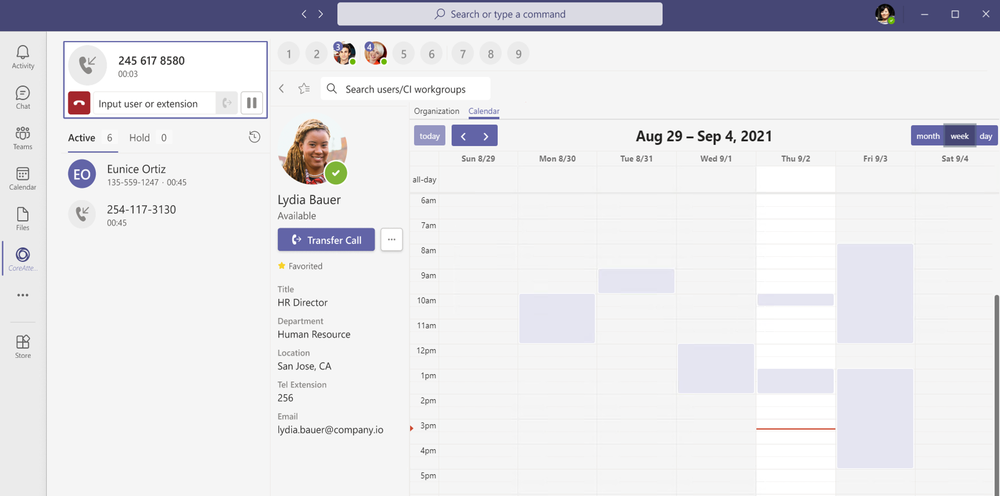 Search or type a command
Activity
Chat
Teams
Calendar
Files
CoreAtte...
Store
245 617 8580
00:03
Input user or extension
Active 6 Hold 0
EO
Eunice Ortiz
135-559-1247 · 00:45
254-117-3130
00:45
1 2 3 4 5 6 7 8 9
Search users/CI workgroups
Lydia Bauer
Available
Transfer Call
Favorited
Title
HR Director
Department
Human Resource
Location
San Jose, CA
Tel Extension
256
Email
lydia.bauer@company.io
Organization Calendar
today Aug 29 – Sep 4, 2021 month week day
Sun 8/29 Mon 8/30 Tue 8/31 Wed 9/1 Thu 9/2 Fri 9/3 Sat 9/4
all-day
6am
7am
8am
9am
10am
11am
12pm
1pm
2pm
3pm
4pm
5pm